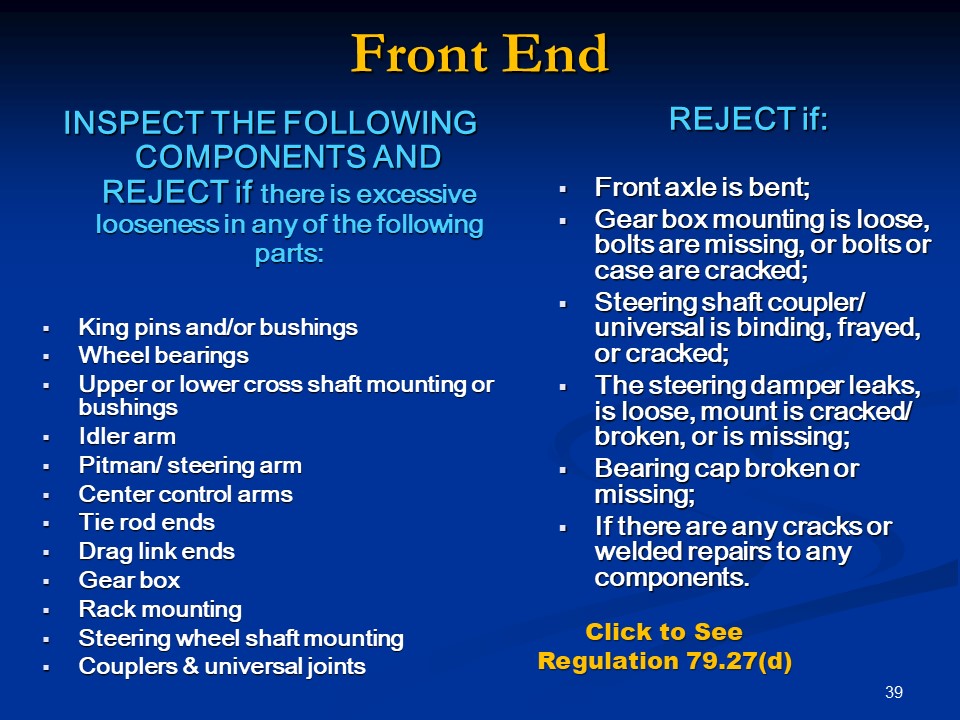 Front End
INSPECT THE FOLLOWING
COMPONENTS AND
REJECT if there is excessive
looseness in any of the following
parts:
▪ King pins and/or bushings
▪ Wheel bearings
▪ Upper or lower cross shaft mounting or
bushings
▪ Idler arm
▪ Pitman/ steering arm
▪ Center control arms
▪ Tie rod ends
▪ Drag link ends
▪ Gear box
▪ Rack mounting
▪ Steering wheel shaft mounting
▪ Couplers & universal joints
REJECT if:
▪ Front axle is bent;
▪ Gear box mounting is loose,
bolts are missing, or bolts or
case are cracked;
▪ Steering shaft coupler/
universal is binding, frayed,
or cracked;
▪ The steering damper leaks,
is loose, mount is cracked/
broken, or is missing;
▪ Bearing cap broken or
missing;
▪ If there are any cracks or
welded repairs to any
components.
Click to See
Regulation 79.27(d)
39